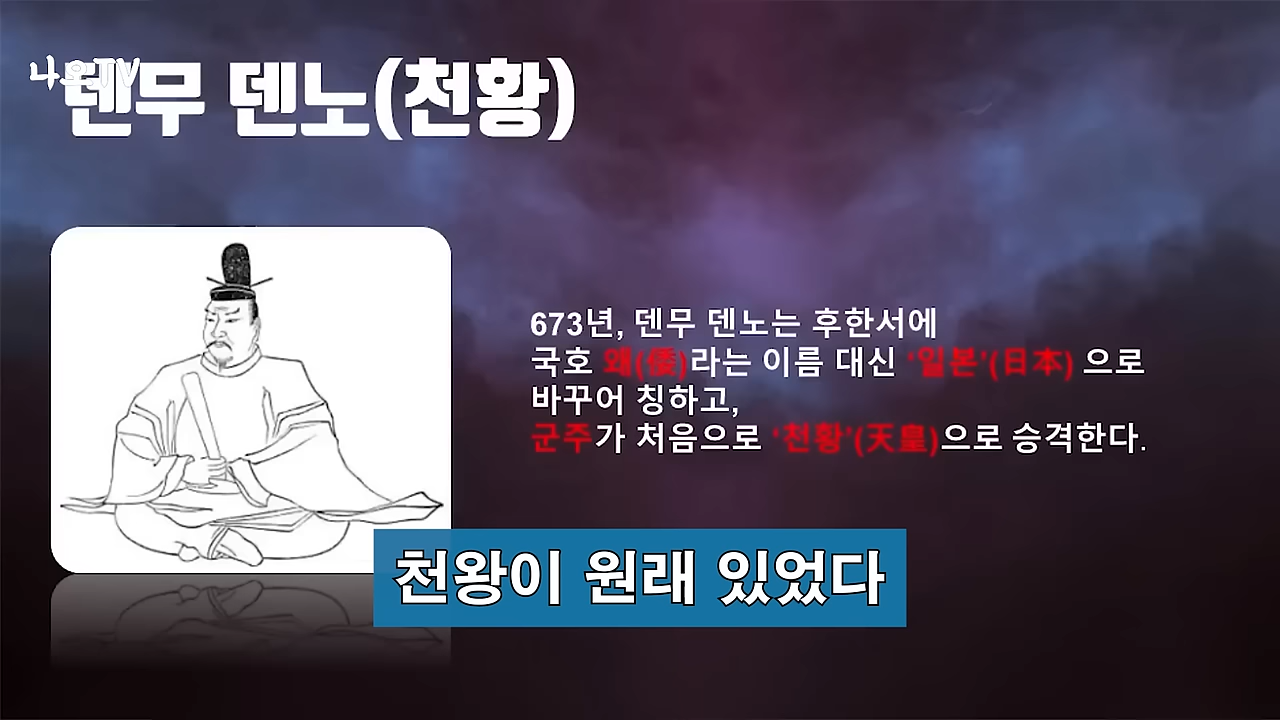 나오TV
덴무 덴노(천황)
673년, 덴무 덴노는 후한서에
국호 왜(倭)라는 이름 대신 ‘일본’(日本) 으로
바꾸어 칭하고,
군주가 처음으로 ‘천황’(天皇)으로 승격한다.
천왕이 원래 있었다